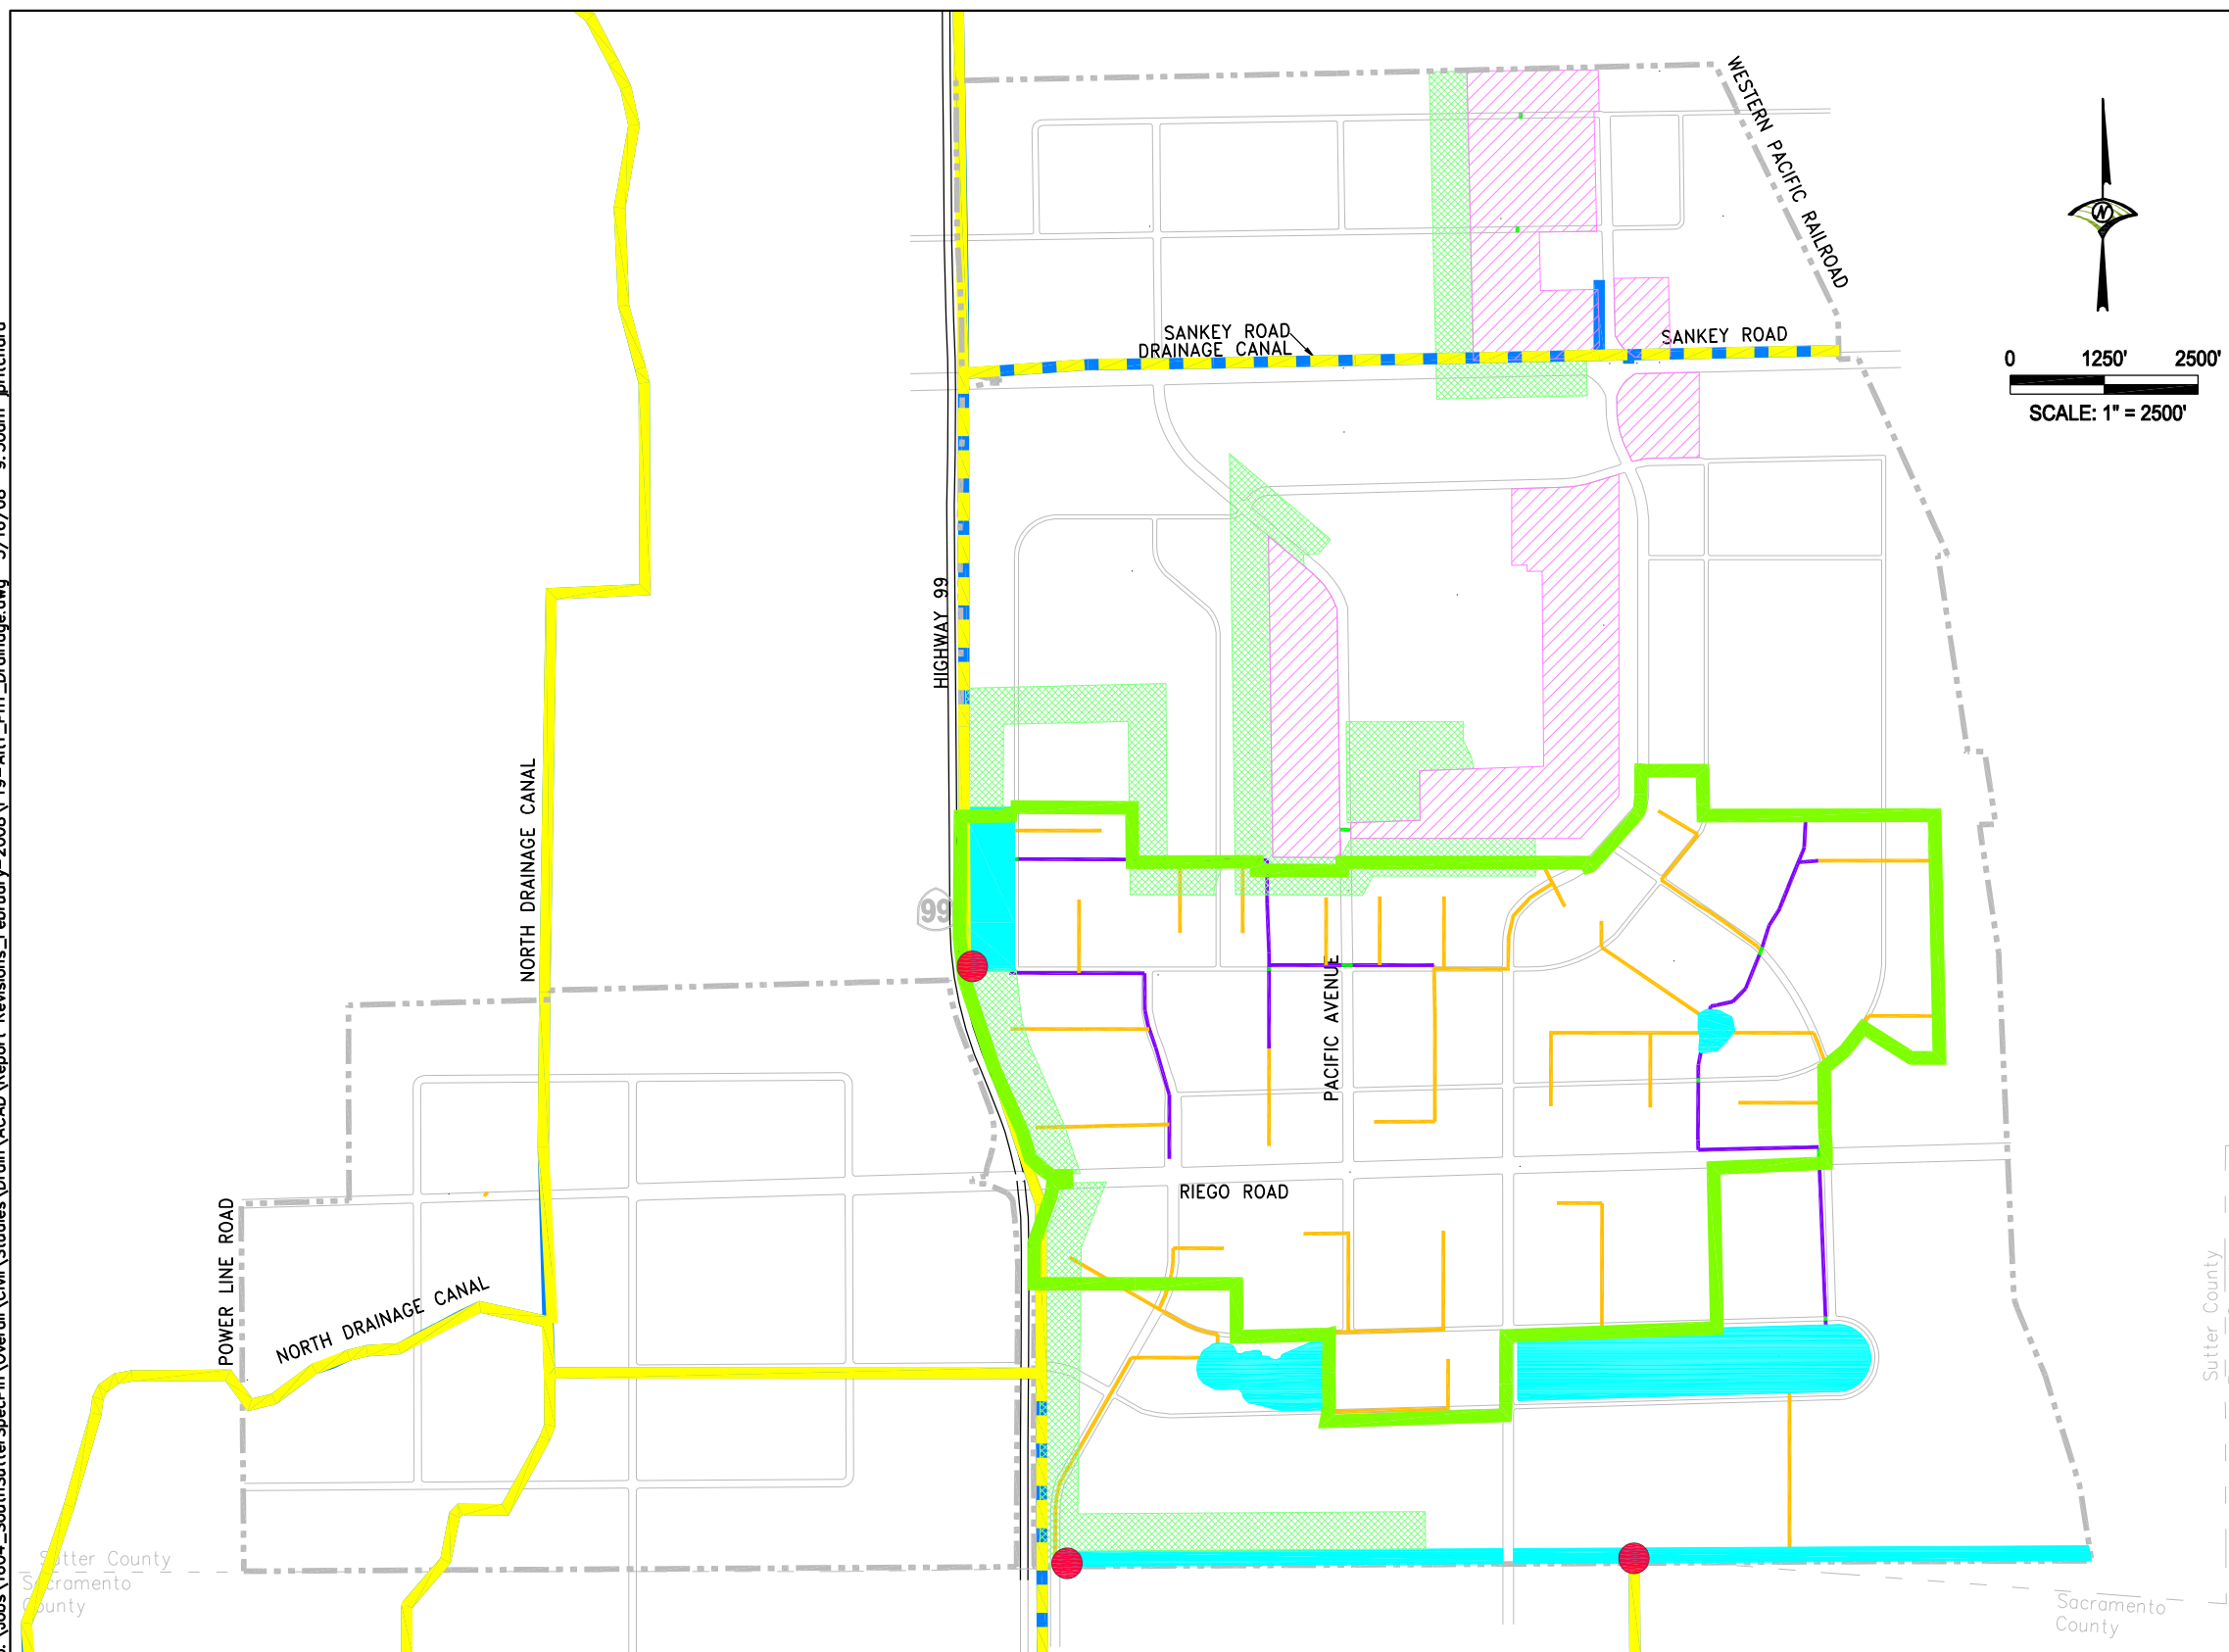 WESTERN PACIFIC RAILROAD
N
SANKEY ROAD
DRAINAGE CANAL
SANKEY ROAD
0 1250' 2500'
SCALE: 1" = 2500'
HIGHWAY 99
NORTH DRAINAGE CANAL
99
PACIFIC AVENUE
RIEGO ROAD
POWER LINE ROAD
NORTH DRAINAGE CANAL
Sutter County
Sutter County
Sacramento
County
Sacramento
County